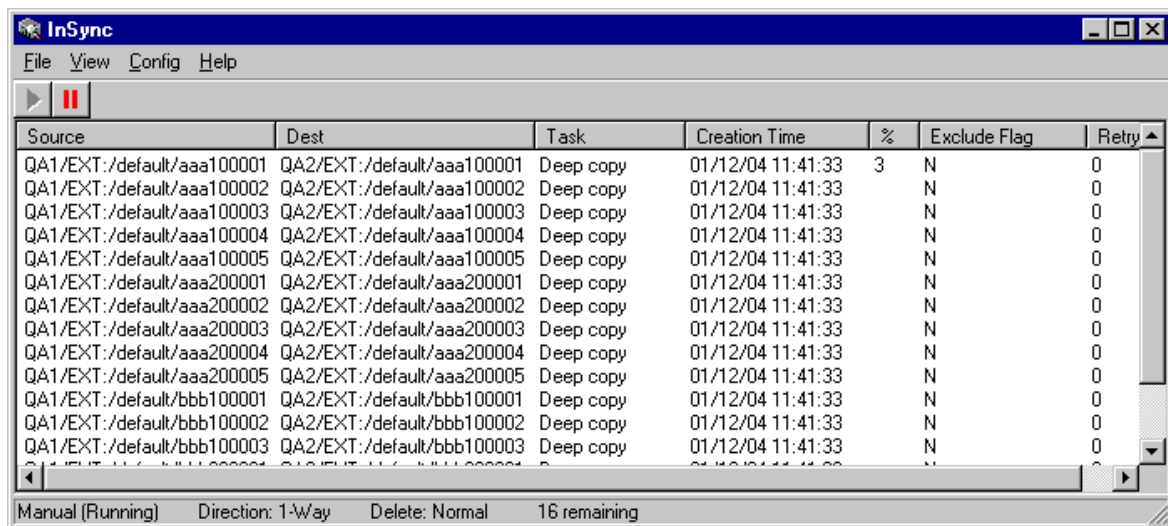 InSync
File View Config Help
Source Dest Task Creation Time % Exclude Flag Retry
QA1/EXT:/default/aaa100001 QA2/EXT:/default/aaa100001 Deep copy 01/12/04 11:41:33 3 N 0
QA1/EXT:/default/aaa100002 QA2/EXT:/default/aaa100002 Deep copy 01/12/04 11:41:33 N 0
QA1/EXT:/default/aaa100003 QA2/EXT:/default/aaa100003 Deep copy 01/12/04 11:41:33 N 0
QA1/EXT:/default/aaa100004 QA2/EXT:/default/aaa100004 Deep copy 01/12/04 11:41:33 N 0
QA1/EXT:/default/aaa100005 QA2/EXT:/default/aaa100005 Deep copy 01/12/04 11:41:33 N 0
QA1/EXT:/default/aaa200001 QA2/EXT:/default/aaa200001 Deep copy 01/12/04 11:41:33 N 0
QA1/EXT:/default/aaa200002 QA2/EXT:/default/aaa200002 Deep copy 01/12/04 11:41:33 N 0
QA1/EXT:/default/aaa200003 QA2/EXT:/default/aaa200003 Deep copy 01/12/04 11:41:33 N 0
QA1/EXT:/default/aaa200004 QA2/EXT:/default/aaa200004 Deep copy 01/12/04 11:41:33 N 0
QA1/EXT:/default/aaa200005 QA2/EXT:/default/aaa200005 Deep copy 01/12/04 11:41:33 N 0
QA1/EXT:/default/bbb100001 QA2/EXT:/default/bbb100001 Deep copy 01/12/04 11:41:33 N 0
QA1/EXT:/default/bbb100002 QA2/EXT:/default/bbb100002 Deep copy 01/12/04 11:41:33 N 0
QA1/EXT:/default/bbb100003 QA2/EXT:/default/bbb100003 Deep copy 01/12/04 11:41:33 N 0
Manual (Running) Direction: 1-Way Delete: Normal 16 remaining